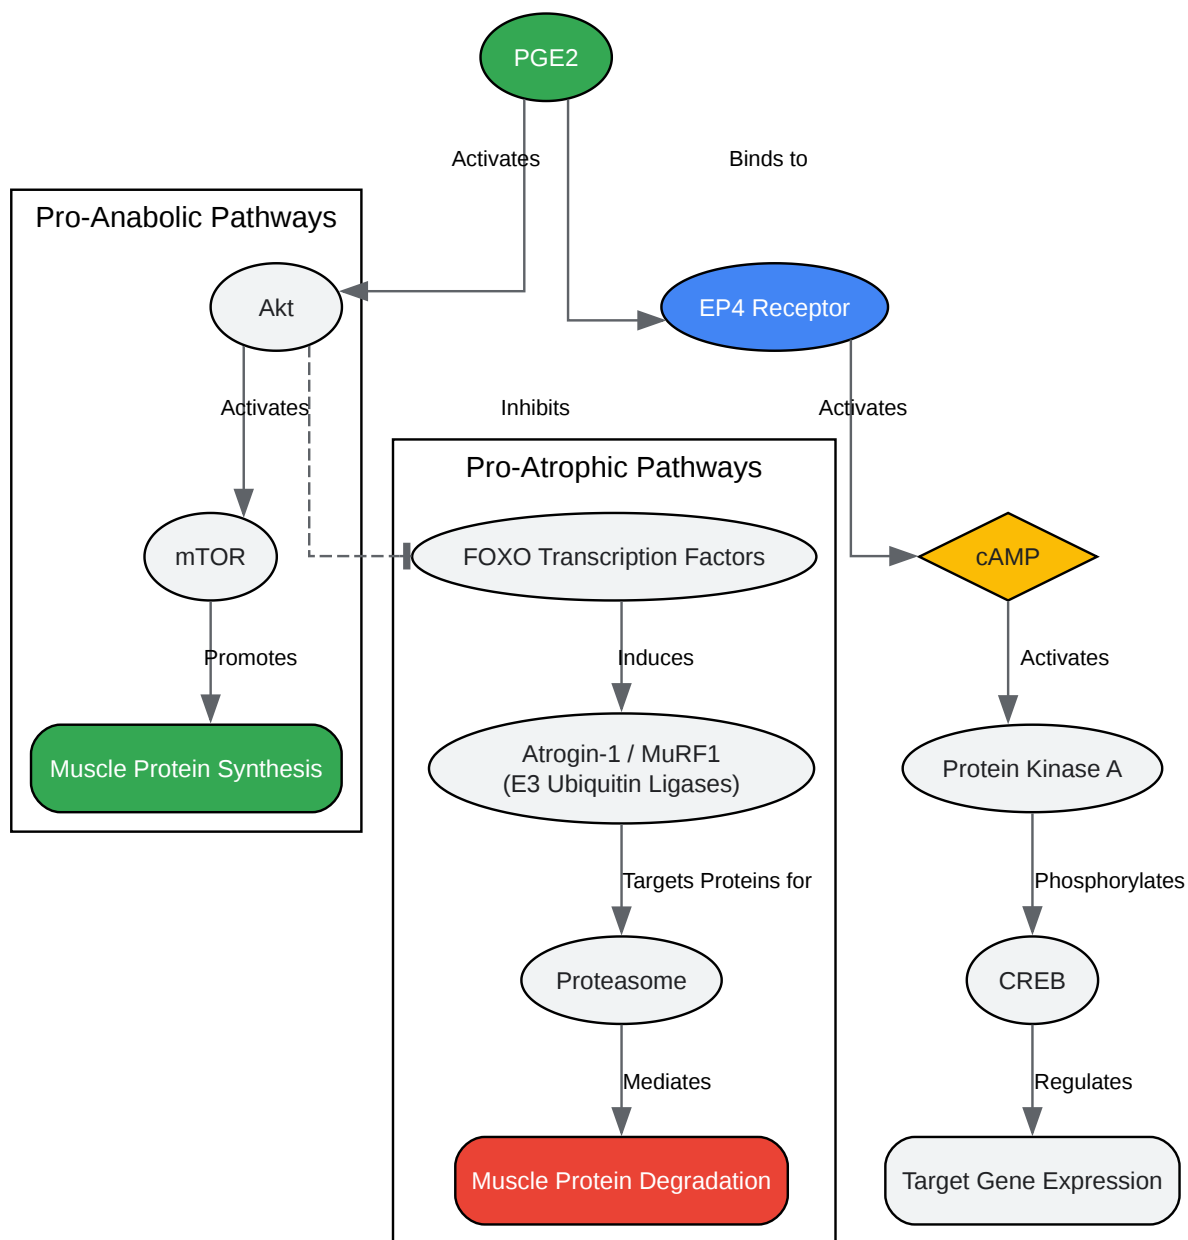 PGE2
Activates
Binds to
Pro-Anabolic Pathways
Akt
EP4 Receptor
Activates
Inhibits
Activates
Pro-Atrophic Pathways
mTOR
FOXO Transcription Factors
cAMP
Promotes
Induces
Activates
Muscle Protein Synthesis
Atrogin-1 / MuRF1
(E3 Ubiquitin Ligases)
Protein Kinase A
Targets Proteins for
Phosphorylates
Proteasome
CREB
Mediates
Regulates
Muscle Protein Degradation
Target Gene Expression